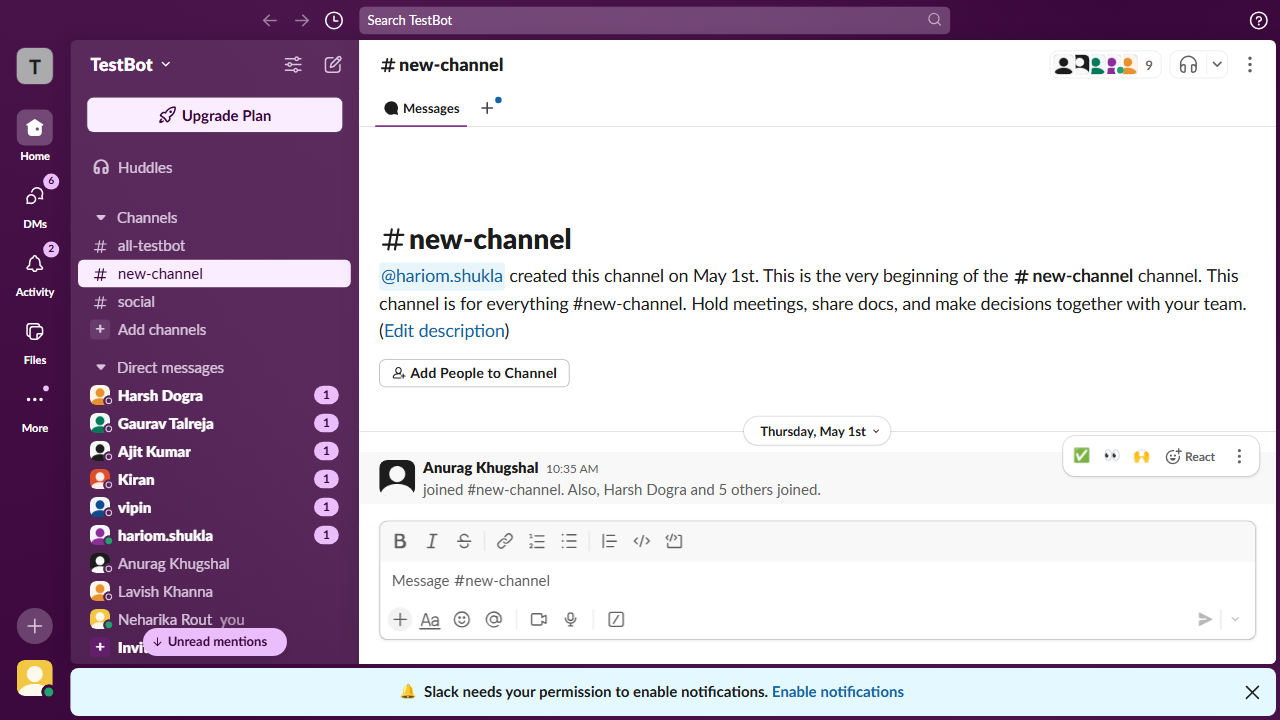 Search TestBot
T
Home
6
DMs
2
Activity
Files
More
TestBot
Upgrade Plan
Huddles
Channels
# all-testbot
# new-channel
# social
+ Add channels
Direct messages
Harsh Dogra 1
Gaurav Talreja 1
Ajit Kumar 1
Kiran 1
vipin 1
hariom.shukla 1
Anurag Khugshal
Lavish Khanna
Neharika Rout you
Unread mentions
# new-channel
9
Messages
# new-channel
@hariom.shukla created this channel on May 1st. This is the very beginning of the # new-channel channel. This
channel is for everything #new-channel. Hold meetings, share docs, and make decisions together with your team.
(Edit description)
Add People to Channel
Thursday, May 1st
React
Anurag Khugshal 10:35 AM
joined #new-channel. Also, Harsh Dogra and 5 others joined.
Message #new-channel
Slack needs your permission to enable notifications. Enable notifications